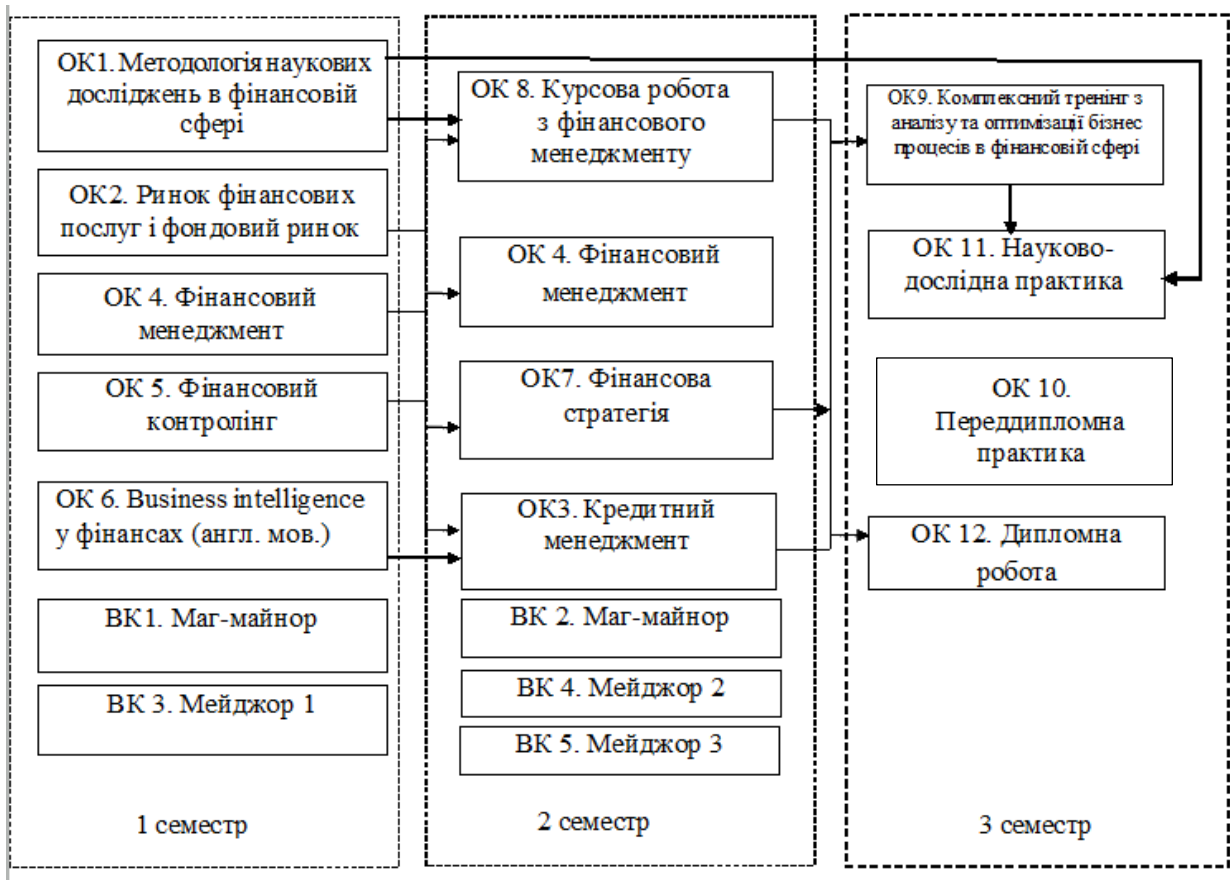 ОК1. Методологія наукових
досліджень в фінансовій
сфері
ОК2. Ринок фінансових
послуг і фондовий ринок
ОК 4. Фінансовий
менеджмент
ОК 5. Фінансовий
контролінг
ОК 6. Business intelligence
у фінансах (англ. мов.)
ВК1. Маг-майнор
ВК 3. Мейджор 1
1 семестр
ОК 8. Курсова робота
з фінансового
менеджменту
ОК 4. Фінансовий
менеджмент
ОК7. Фінансова
стратегія
ОК3. Кредитний
менеджмент
ВК 2. Маг-майнор
ВК 4. Мейджор 2
ВК 5. Мейджор 3
2 семестр
ОК9. Комплексний тренінг з
аналізу та оптимізації бізнес
процесів в фінансовій сфері
ОК 11. Науково-
дослідна практика
ОК 10.
Переддипломна
практика
ОК 12. Дипломна
робота
3 семестр